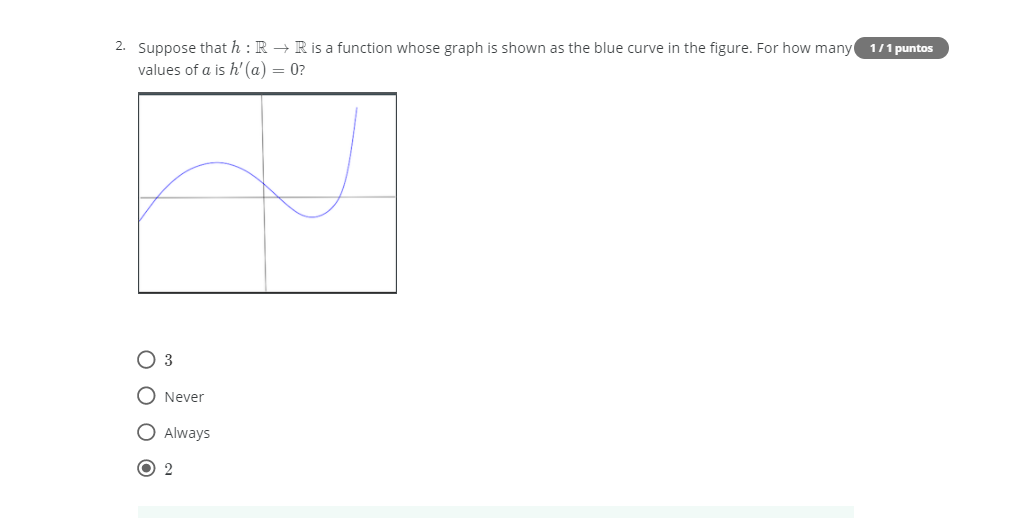 2. Suppose that h : ℝ → ℝ is a function whose graph is shown as the blue curve in the figure. For how many 1 / 1 puntos
values of a is h′(a) = 0?
3
Never
Always
2